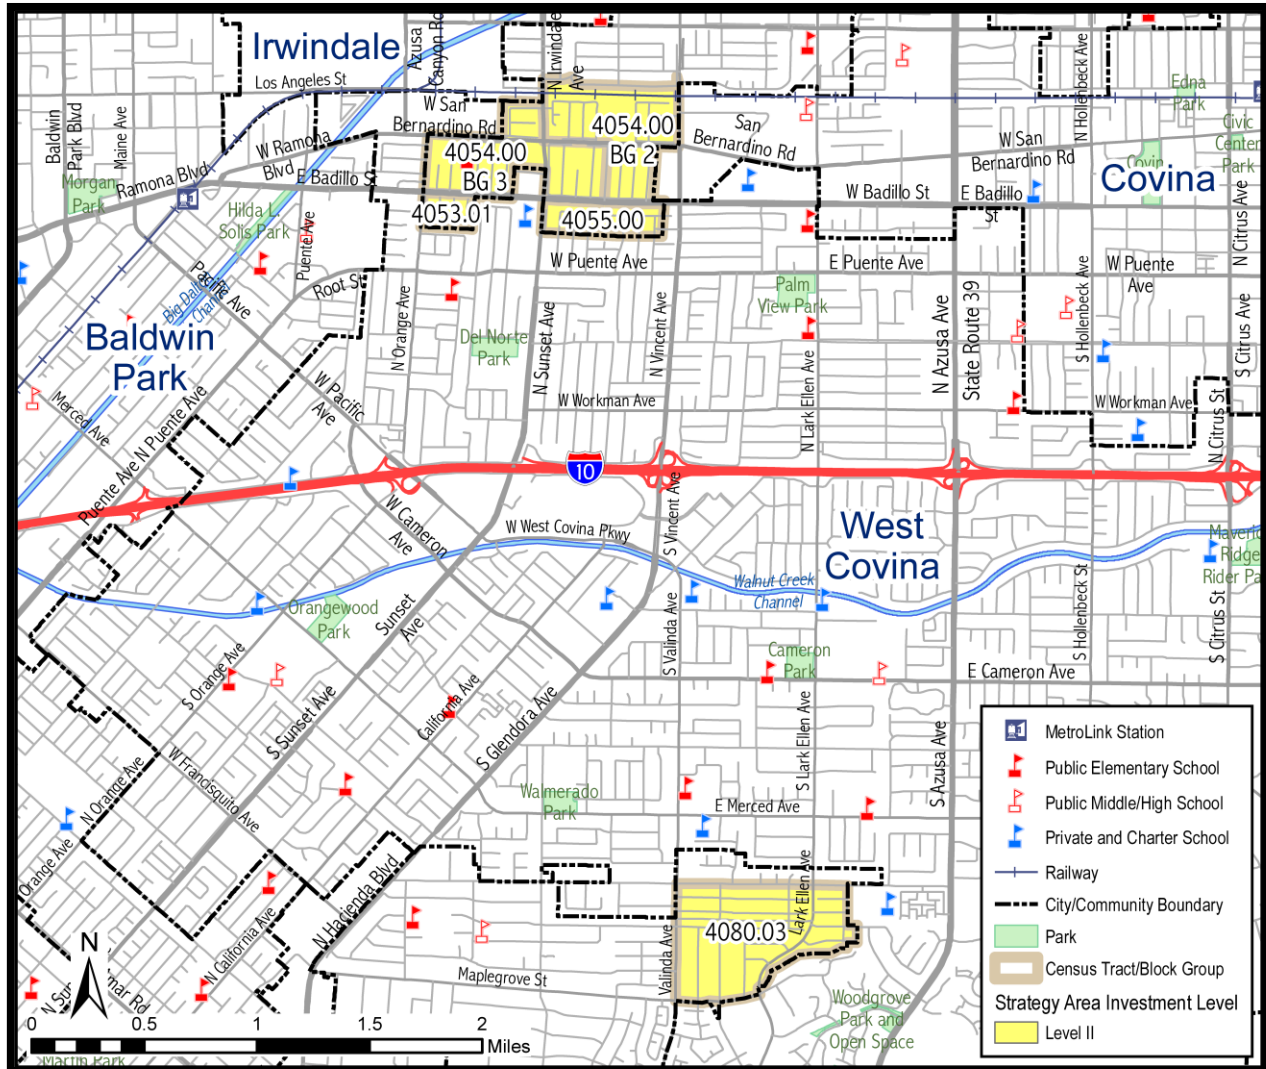 Irwindale
Azusa
Canyon Rd
N Irwindale
Ave
Los Angeles St
W San
Bernardino Rd
Baldwin
Park Blvd
Maine Ave
W Ramona
Blvd
Ramona Blvd
E Badillo St
Morgan
Park
Hilda L.
Solis Park
Puente Ave
4054.00
BG 2
4054.00
BG 3
4053.01
4055.00
San
Bernardino Rd
W San
Bernardino Rd
N Hollenbeck Ave
Edna
Park
Civic
Center
Park
Covin
Park
Covina
W Badillo St
E Badillo
St
N Citrus Ave
W Puente Ave
E Puente Ave
W Puente
Ave
Root St
Pacific Ave
Big Dalton
Channel
Baldwin
Park
Merced Ave
N Orange Ave
Del Norte
Park
N Sunset Ave
N Vincent Ave
Palm
View Park
N Azusa Ave
State Route 39
S Hollenbeck Ave
S Citrus Ave
N Lark Ellen Ave
W Workman Ave
W Workman Ave
N Citrus St
W Pacific
Ave
Puente Ave N Puente Ave
10
W Cameron
Ave
W West Covina Pkwy
S Vincent Ave
West
Covina
Walnut Creek
Channel
Maveric
Ridge
Rider Pa
S Hollenbeck St
S Citrus St
Orangewood
Park
Sunset
Ave
S Valinda Ave
Cameron
Park
E Cameron Ave
S Orange Ave
S Sunset Ave
California Ave
S Glendora Ave
S Lark Ellen Ave
S Azusa Ave
W Francisquito Ave
N Orange Ave
Orange Ave
Walmerado
Park
E Merced Ave
N Hacienda Blvd
N California Ave
Lark Ellen Ave
4080.03
Valinda Ave
Maplegrove St
Woodgrove
Park and
Open Space
N Sun
mar Rd
Martin Park
N
0 0.5 1 1.5 2
Miles
MetroLink Station
Public Elementary School
Public Middle/High School
Private and Charter School
Railway
City/Community Boundary
Park
Census Tract/Block Group
Strategy Area Investment Level
Level II